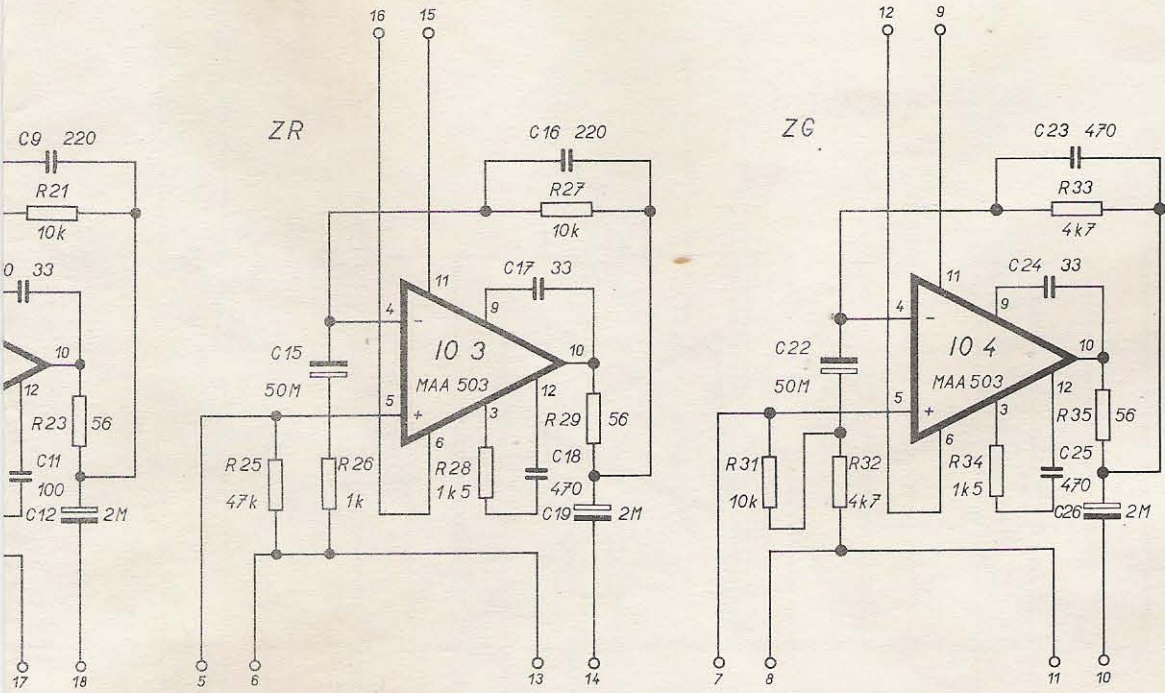 16 15 12 9
ZR ZG
C9 220
R21
10k
33
10
12
R23
56
C11
100
C12
2M
17
18
C16 220
R27
10k
C17 33
11
9
4
−
C15
50M
IO 3
MAA 503
10
12
5
+
3
6
R29
56
R25
47k
R26
1k
R28
1k5
C18
470
C19
2M
5
6
13
14
C23 470
R33
4k7
C24 33
11
9
4
−
C22
50M
IO 4
MAA 503
10
12
5
+
3
6
R35
56
R31
10k
R32
4k7
R34
1k5
C25
470
C26
2M
7
8
11
10